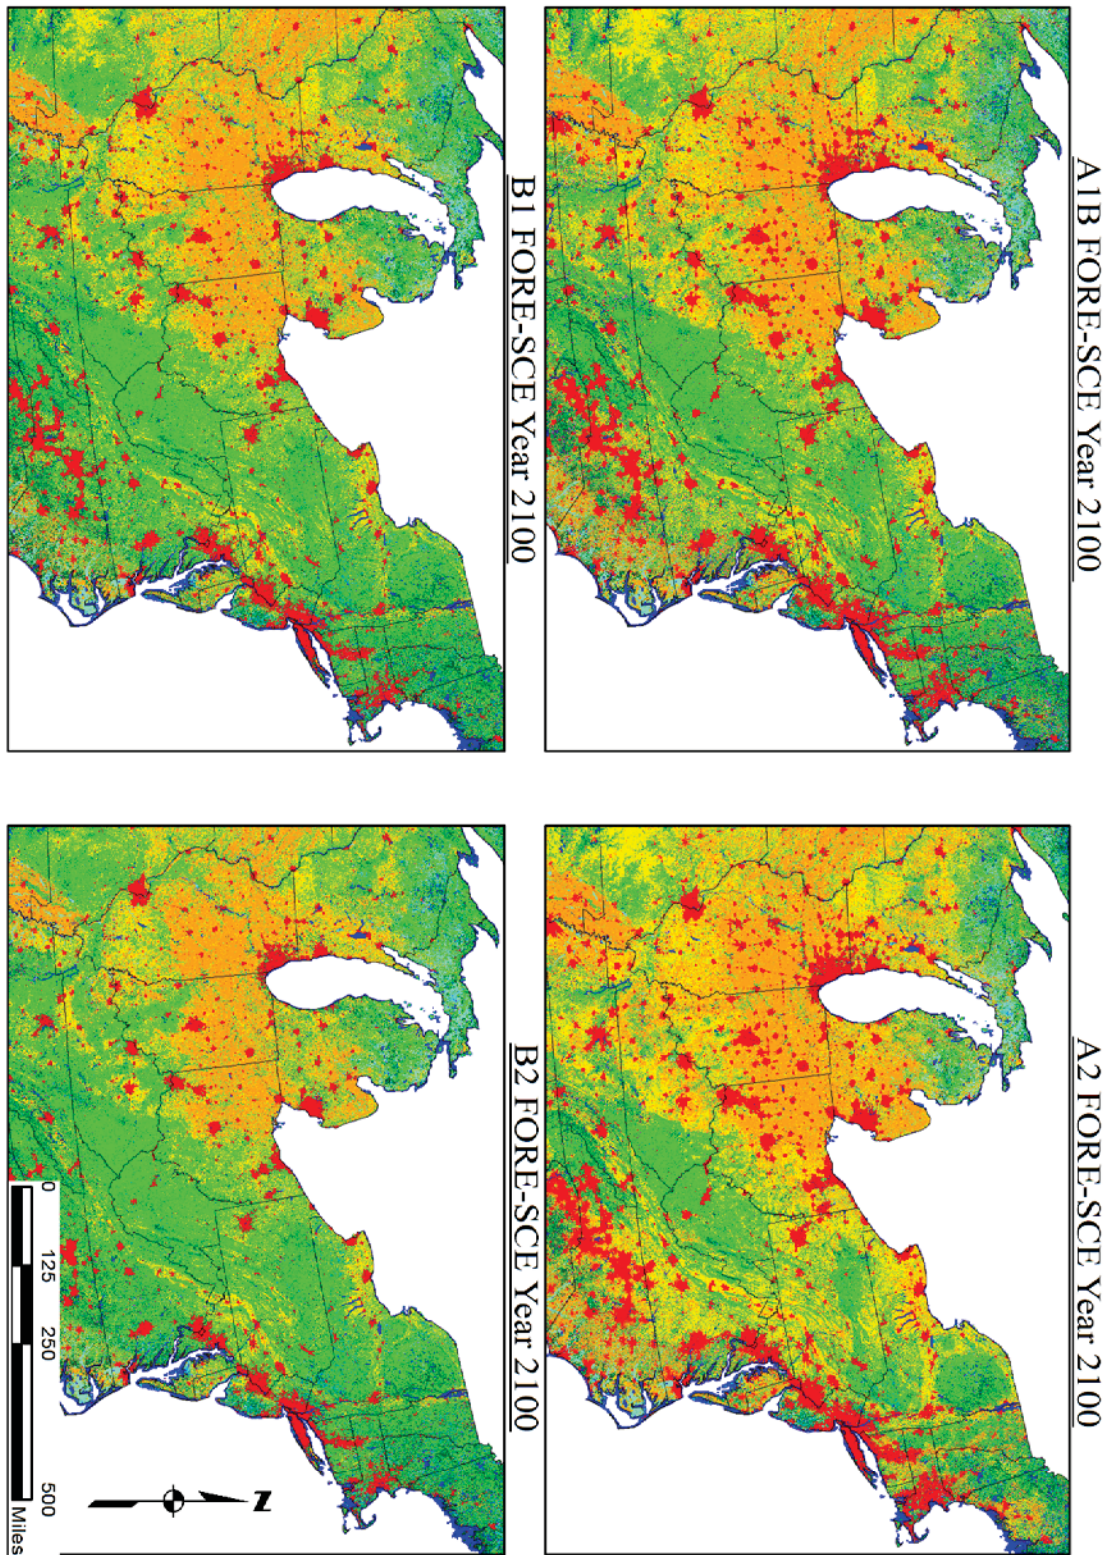 A1B FORE-SCE Year 2100
A2 FORE-SCE Year 2100
B1 FORE-SCE Year 2100
B2 FORE-SCE Year 2100
N
0 125 250 500
Miles